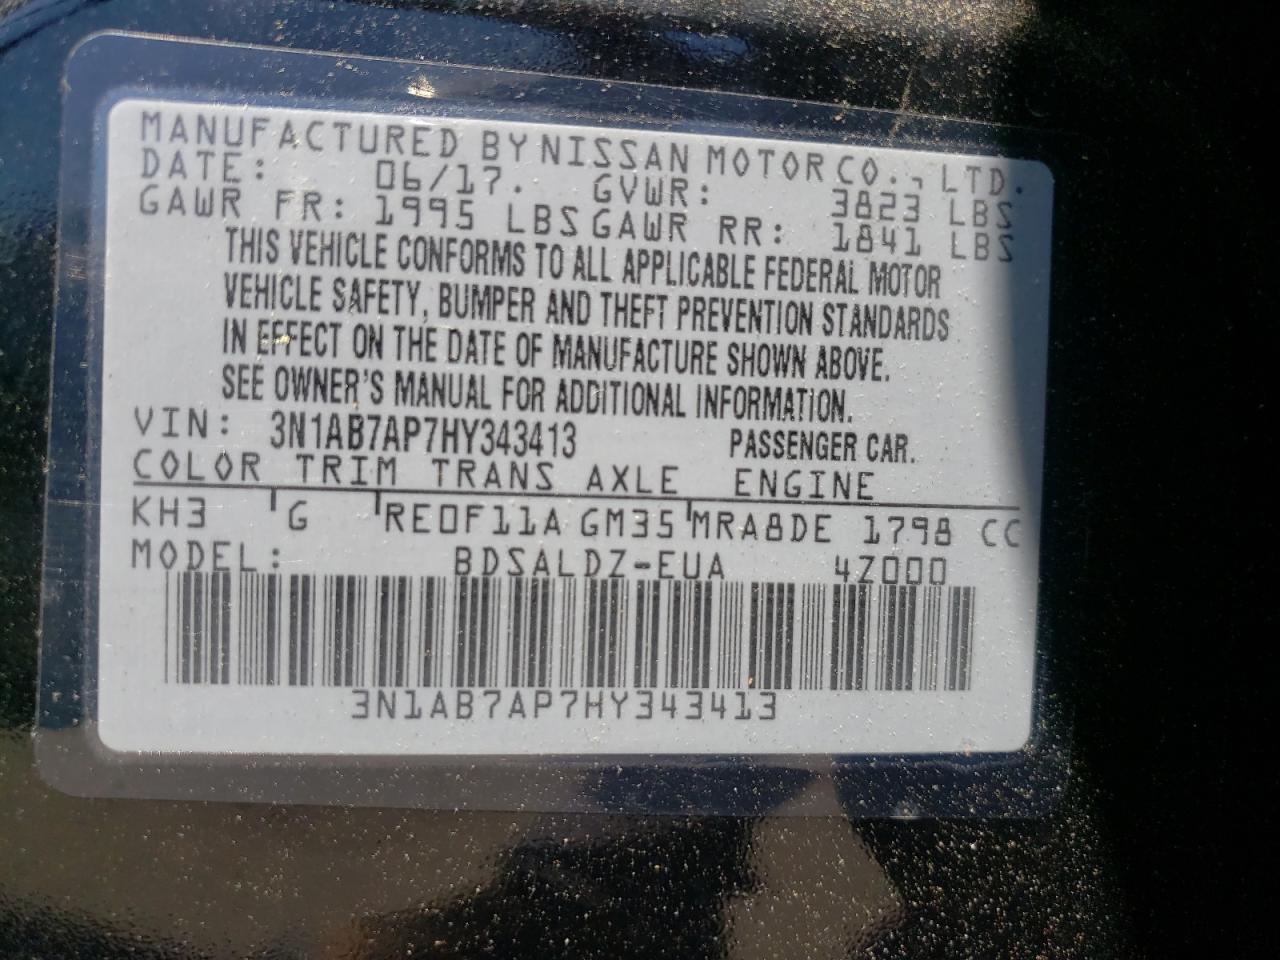 MANUFACTURED BY NISSAN MOTOR CO., LTD.
DATE: 06/17. GVWR: 3823 LBS
GAWR FR: 1995 LBS GAWR RR: 1841 LBS
THIS VEHICLE CONFORMS TO ALL APPLICABLE FEDERAL MOTOR
VEHICLE SAFETY, BUMPER AND THEFT PREVENTION STANDARDS
IN EFFECT ON THE DATE OF MANUFACTURE SHOWN ABOVE.
SEE OWNER'S MANUAL FOR ADDITIONAL INFORMATION.
VIN: 3N1AB7AP7HY343413 PASSENGER CAR.
COLOR TRIM TRANS AXLE ENGINE
KH3 G RE0F11A GM35 MRA8DE 1798 CC
MODEL: BDSALDZ-EUA 4Z000
3N1AB7AP7HY343413